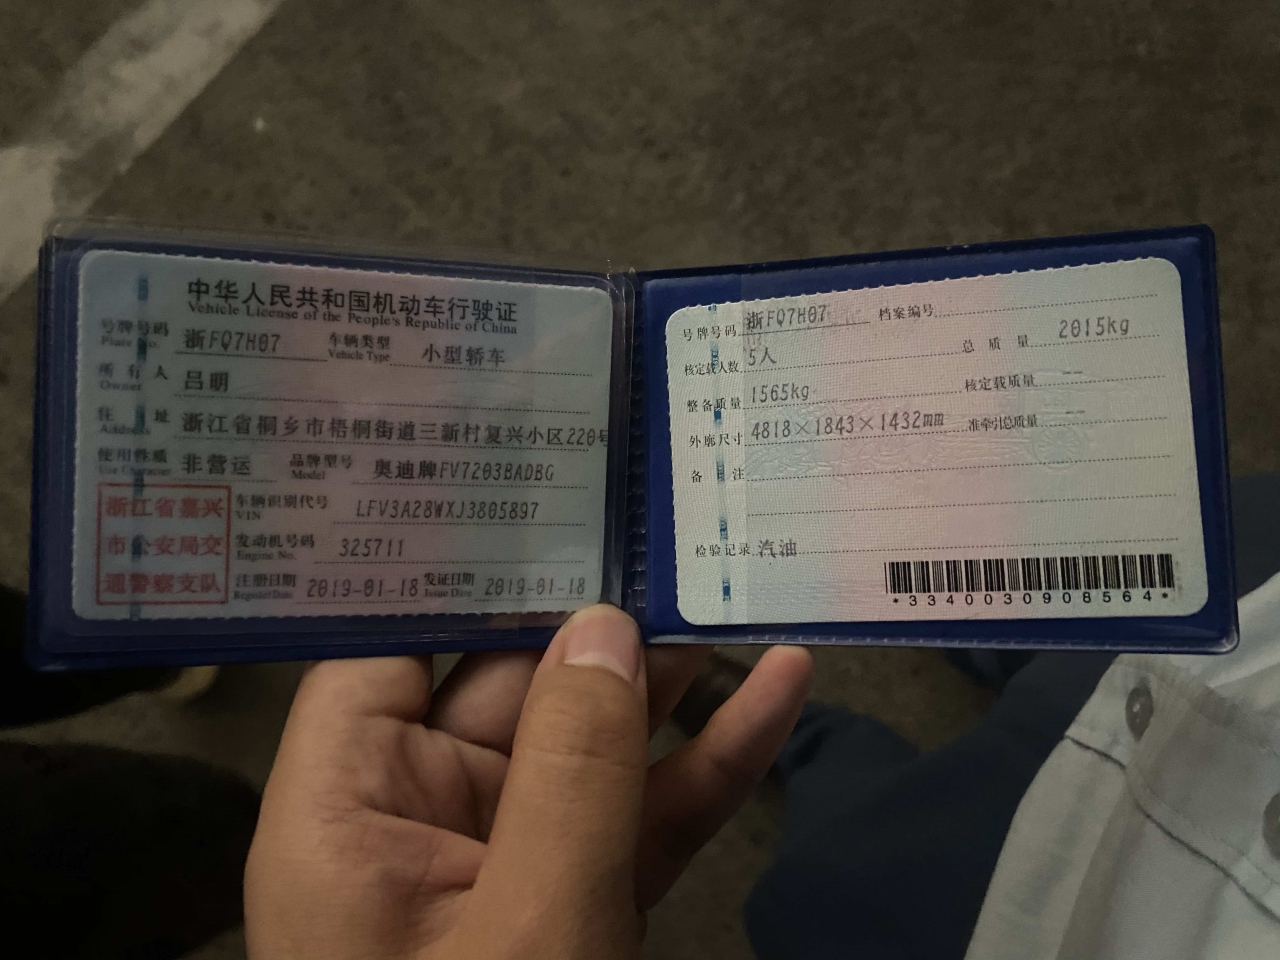 中华人民共和国机动车行驶证
Vehicle License of the People's Republic of China
号牌号码 浙FQ7H07 车辆类型 小型轿车
Plate No. Vehicle Type
所有人 吕明
Owner
住址 浙江省桐乡市梧桐街道三新村复兴小区220号
Address
使用性质 非营运 品牌型号 奥迪牌FV7203BADBG
Use Character Model
浙江省嘉兴
市公安局交
通警察支队
车辆识别代号 LFV3A28WXJ3805897
VIN
发动机号码 325711
Engine No.
注册日期 2019-01-18 发证日期 2019-01-18
Register Date Issue Date
号牌号码 浙FQ7H07 档案编号
核定载人数 5人 总质量 2015kg
整备质量 1565kg 核定载质量 --
外廓尺寸 4818×1843×1432mm 准牵引总质量 --
备注
检验记录 汽油
*3340030908564*